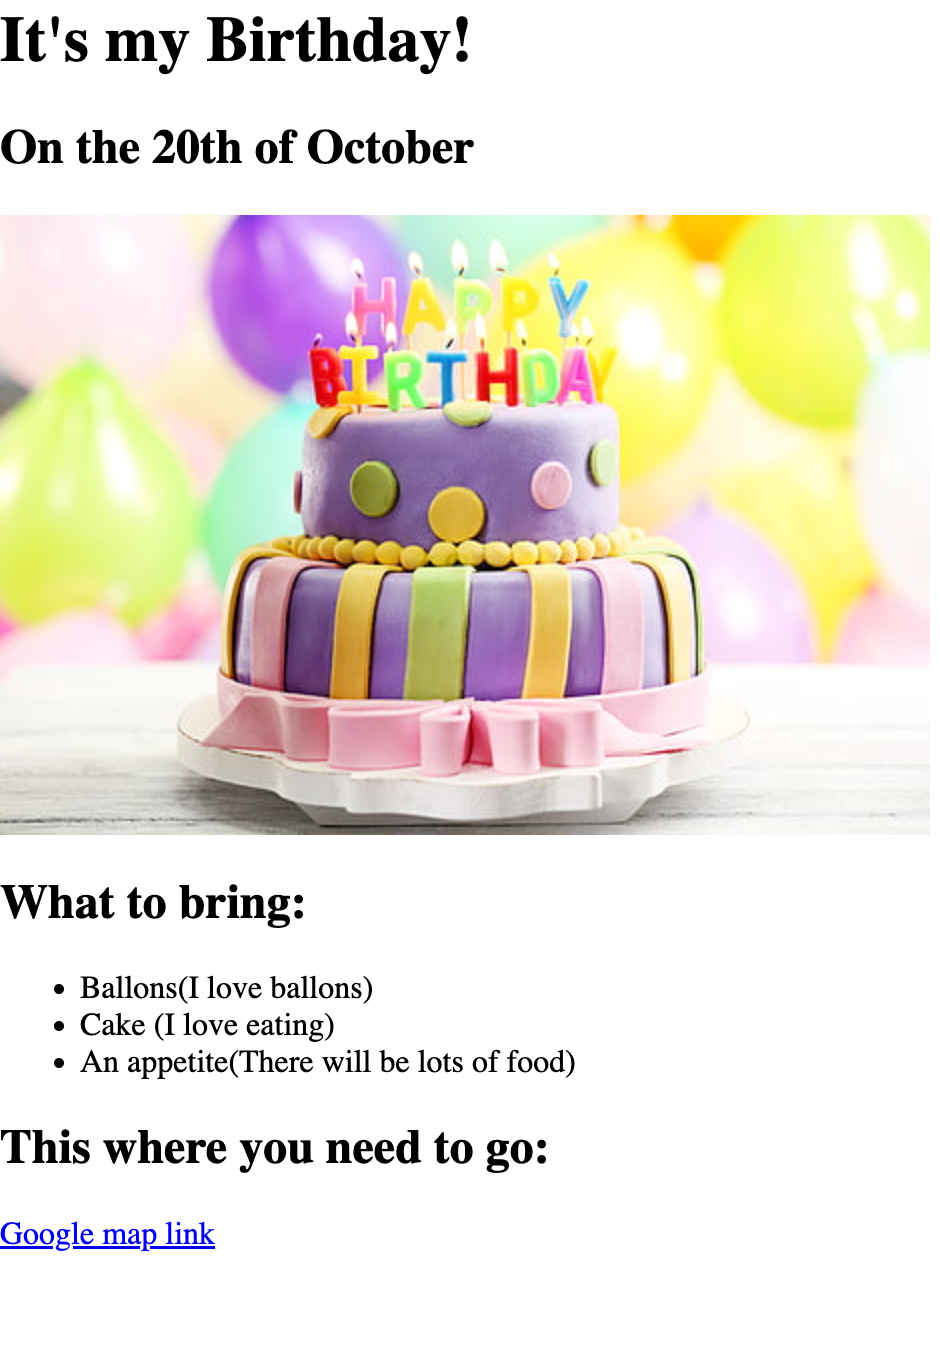 It's my Birthday!
On the 20th of October
HAPPY
BIRTHDAY
What to bring:
Ballons(I love ballons)
Cake (I love eating)
An appetite(There will be lots of food)
This where you need to go:
Google map link